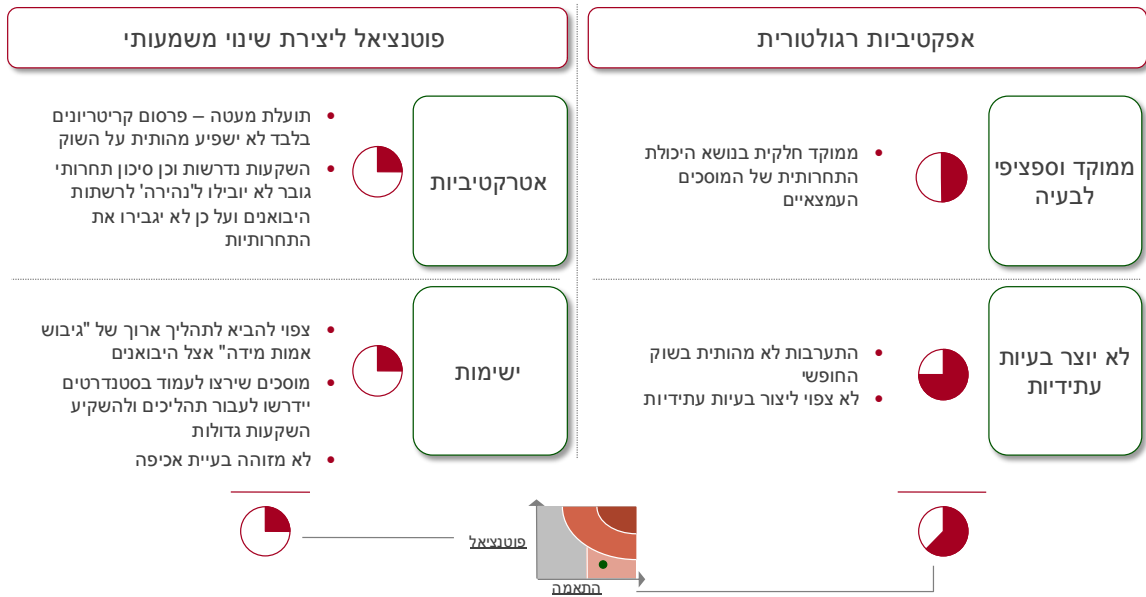 אפקטיביות רגולטורית
ממוקד וספציפי
לבעיה
ממוקד חלקית בנושא היכולת
התחרותית של המוסכים
העמצאיים
לא יוצר בעיות
עתידיות
התערבות לא מהותית בשוק
החופשי
לא צפוי ליצור בעיות עתידיות
פוטנציאל ליצירת שינוי משמעותי
אטרקטיביות
תועלת מעטה – פרסום קריטריונים
בלבד לא ישפיע מהותית על השוק
השקעות נדרשות וכן סיכון תחרותי
גובר לא יובילו ל'נהירה' לרשתות
היבואנים ועל כן לא יגבירו את
התחרותיות
ישימות
צפוי להביא לתהליך ארוך של "גיבוש
אמות מידה" אצל היבואנים
מוסכים שירצו לעמוד בסטנדרטים
יידרשו לעבור תהליכים ולהשקיע
השקעות גדולות
לא מזוהה בעיית אכיפה
פוטנציאל
התאמה